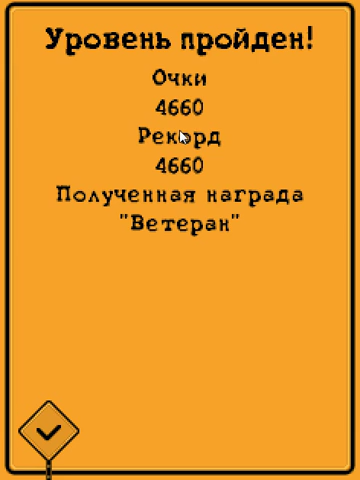 Уровень пройден!
Очки
4660
Рекорд
4660
Полученная награда
"Ветеран"